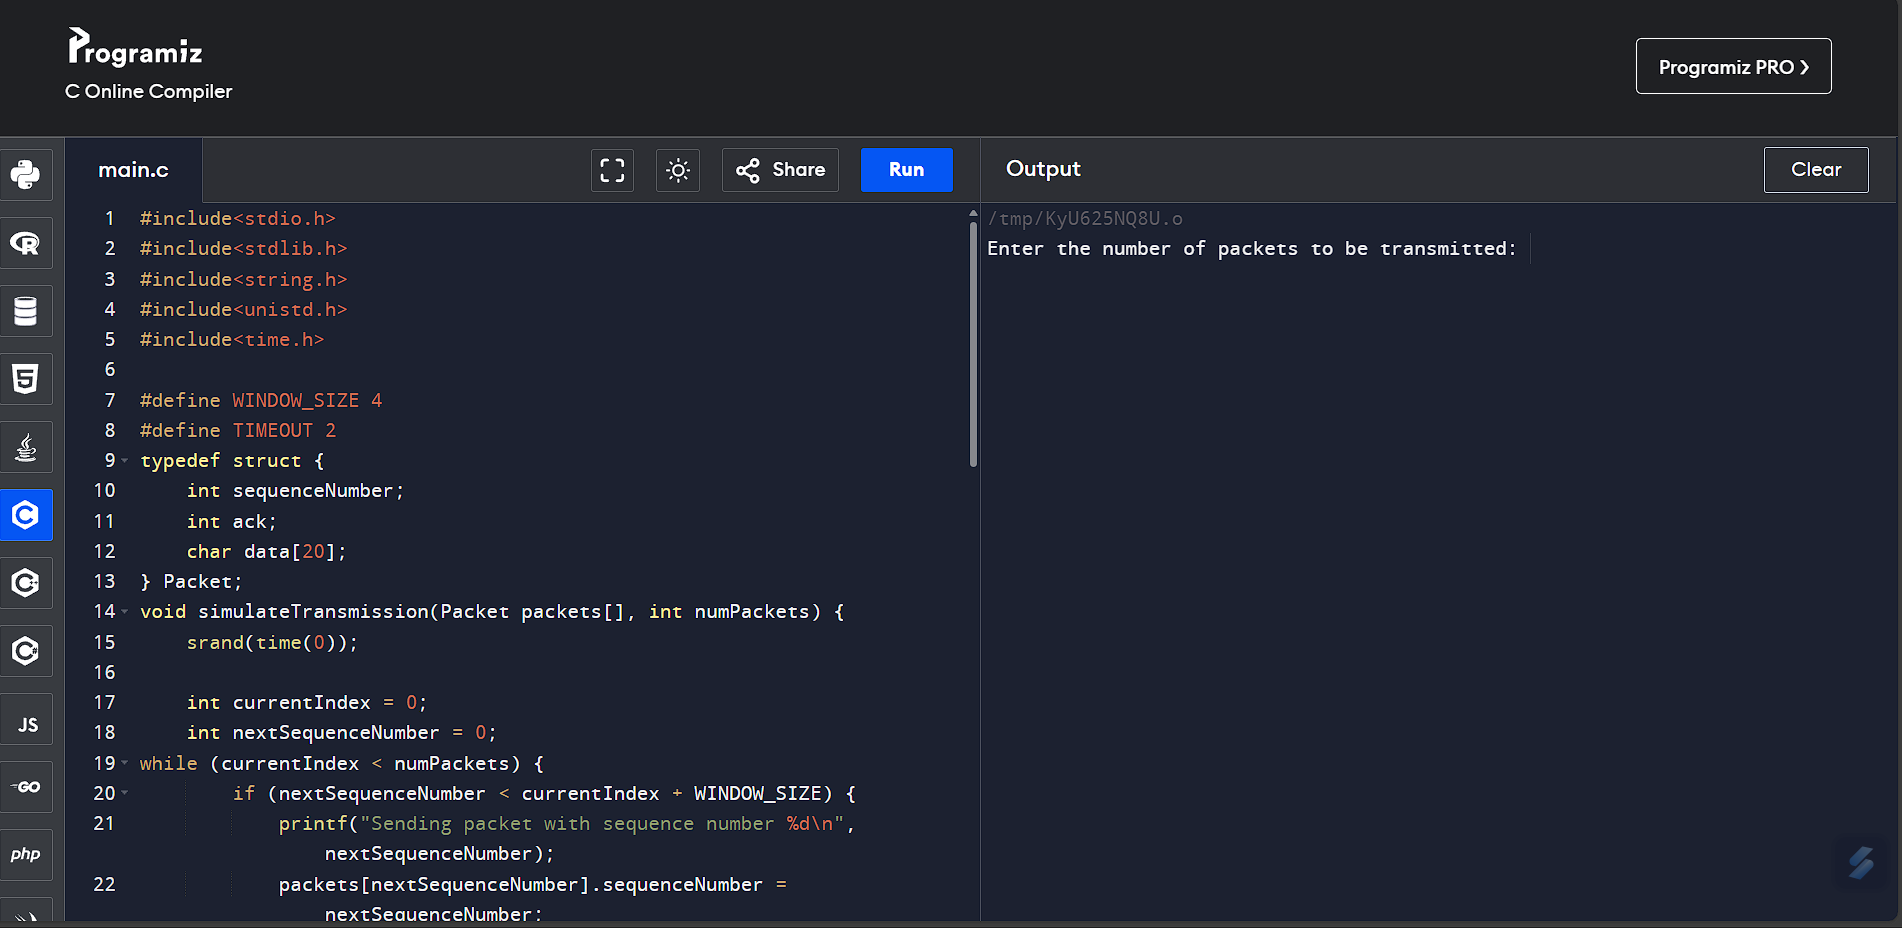 Programiz
C Online Compiler
Programiz PRO ❯
main.c
Share
Run
Output
Clear
1 #include<stdio.h>
2 #include<stdlib.h>
3 #include<string.h>
4 #include<unistd.h>
5 #include<time.h>
6
7 #define WINDOW_SIZE 4
8 #define TIMEOUT 2
9 typedef struct {
10     int sequenceNumber;
11     int ack;
12     char data[20];
13 } Packet;
14 void simulateTransmission(Packet packets[], int numPackets) {
15     srand(time(0));
16
17     int currentIndex = 0;
18     int nextSequenceNumber = 0;
19 while (currentIndex < numPackets) {
20         if (nextSequenceNumber < currentIndex + WINDOW_SIZE) {
21             printf("Sending packet with sequence number %d\n",
                nextSequenceNumber);
22             packets[nextSequenceNumber].sequenceNumber =
                nextSequenceNumber;
/tmp/KyU625NQ8U.o
Enter the number of packets to be transmitted:
R
5
C
C++
C#
JS
GO
php